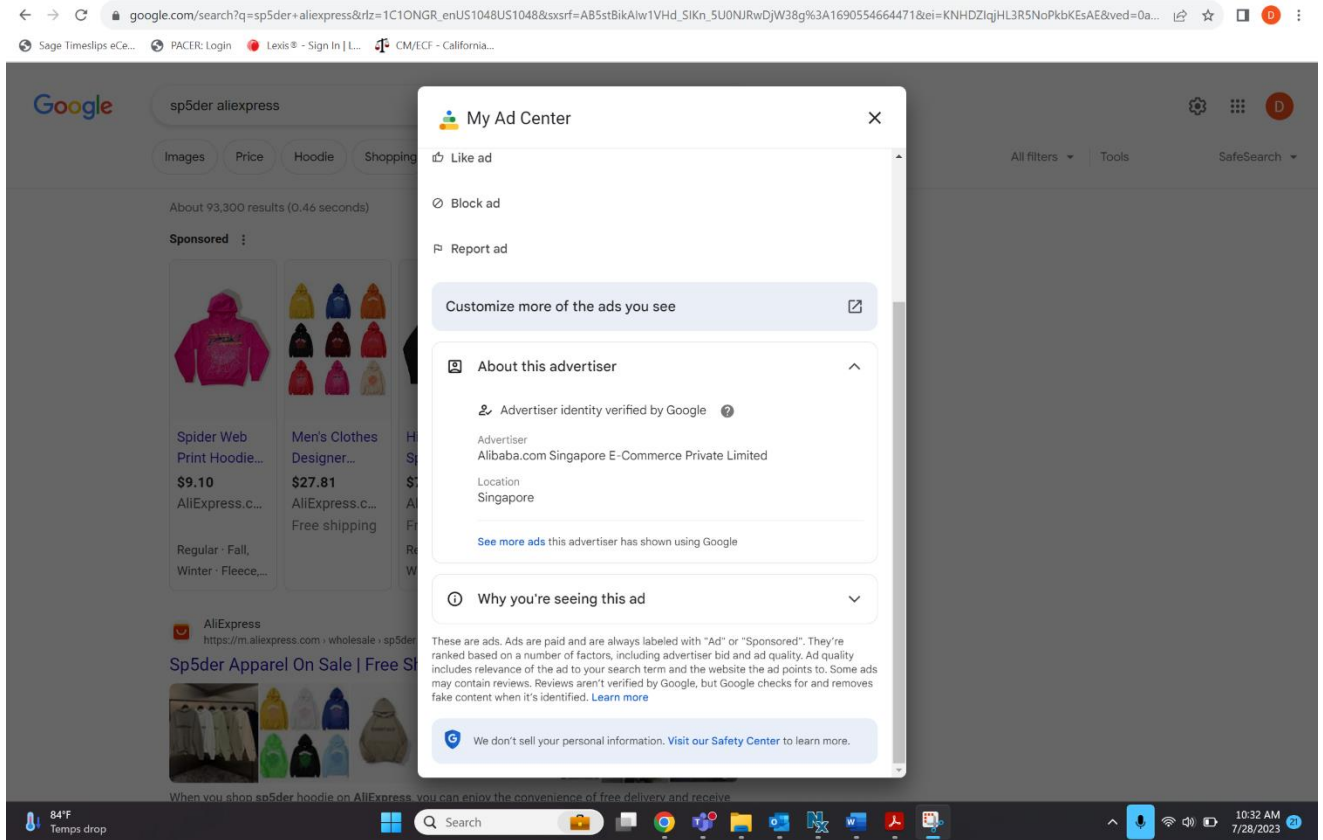 google.com/search?q=sp5der+aliexpress&rlz=1C1ONGR_enUS1048US1048&sxsrf=AB5stBikAlw1VHd_SIKn_5U0NJRwDjW38g%3A1690554664471&ei=KNHDZIqjHL3R5NoPkbKEsAE&ved=0a...
D
Sage Timeslips eCe...
PACER: Login
Lexis® - Sign In | L...
CM/ECF - California...
Google
sp5der aliexpress
D
Images
Price
Hoodie
Shopping
All filters
Tools
SafeSearch
About 93,300 results (0.46 seconds)
Sponsored
Spider Web
Print Hoodie...
$9.10
AliExpress.c...
Regular · Fall,
Winter · Fleece,...
Men's Clothes
Designer...
$27.81
AliExpress.c...
Free shipping
AliExpress
https://m.aliexpress.com › wholesale › sp5der
Sp5der Apparel On Sale | Free
When you shop sp5der hoodie on AliExpress, you can enjoy the convenience of free delivery and receive
My Ad Center
Like ad
Block ad
Report ad
Customize more of the ads you see
About this advertiser
Advertiser identity verified by Google
Advertiser
Alibaba.com Singapore E-Commerce Private Limited
Location
Singapore
See more ads this advertiser has shown using Google
Why you're seeing this ad
These are ads. Ads are paid and are always labeled with "Ad" or "Sponsored". They're
ranked based on a number of factors, including advertiser bid and ad quality. Ad quality
includes relevance of the ad to your search term and the website the ad points to. Some ads
may contain reviews. Reviews aren't verified by Google, but Google checks for and removes
fake content when it's identified. Learn more
G
We don't sell your personal information. Visit our Safety Center to learn more.
84°F
Temps drop
Search
10:32 AM
7/28/2023
21